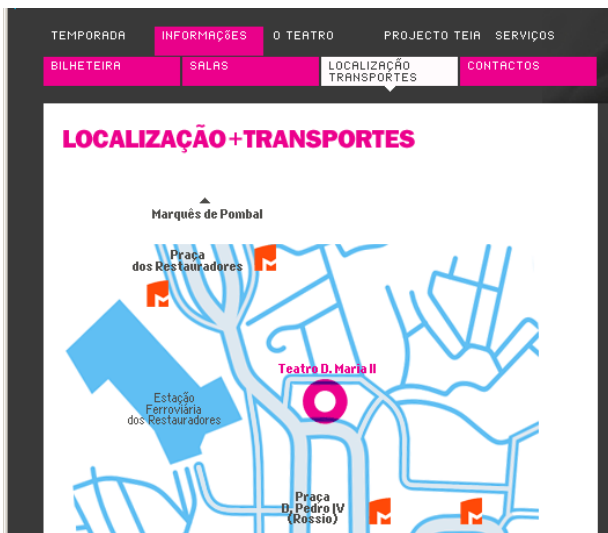 TEMPORADA INFORMAÇõES O TEATRO PROJECTO TEIA SERVIÇOS
BILHETEIRA SALAS LOCALIZAÇÃO TRANSPORTES CONTACTOS
LOCALIZAÇÃO+TRANSPORTES
Marquês de Pombal
Praça
dos Restauradores
Teatro D. Maria II
Estação
Ferroviária
dos Restauradores
Praça
D. Pedro IV
(Rossio)